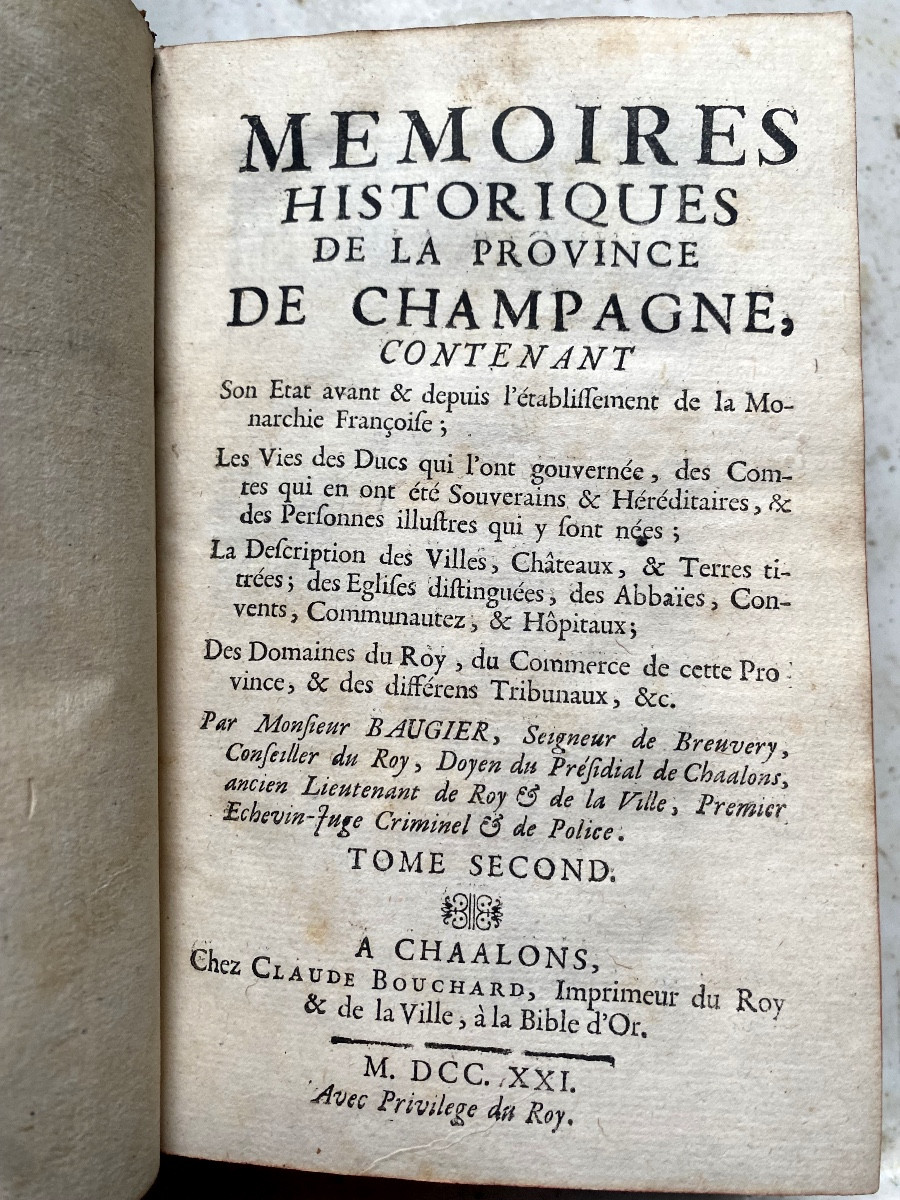 MEMOIRES
HISTORIQUES
DE LA PROVINCE
DE CHAMPAGNE,
CONTENANT
Son Etat avant & depuis l'établiſſement de la Mo-
narchie Françoiſe ;
Les Vies des Ducs qui l'ont gouvernée, des Com-
tes qui en ont été Souverains & Héréditaires, &
des Perſonnes illuſtres qui y ſont nées ;
La Deſcription des Villes, Châteaux, & Terres ti-
trées; des Egliſes diſtinguées, des Abbaïes, Con-
vents, Communautez, & Hôpitaux;
Des Domaines du Roy, du Commerce de cette Pro-
vince, & des différens Tribunaux, &c.
Par Monſieur BAUGIER, Seigneur de Breuvery,
Conſeiller du Roy, Doyen du Préſidial de Chaalons,
ancien Lieutenant de Roy & de la Ville, Premier
Echevin-Juge Criminel & de Police.
TOME SECOND.
A CHAALONS,
Chez CLAUDE BOUCHARD, Imprimeur du Roy
& de la Ville, à la Bible d'Or.
M. DCC. XXI.
Avec Privilege du Roy.